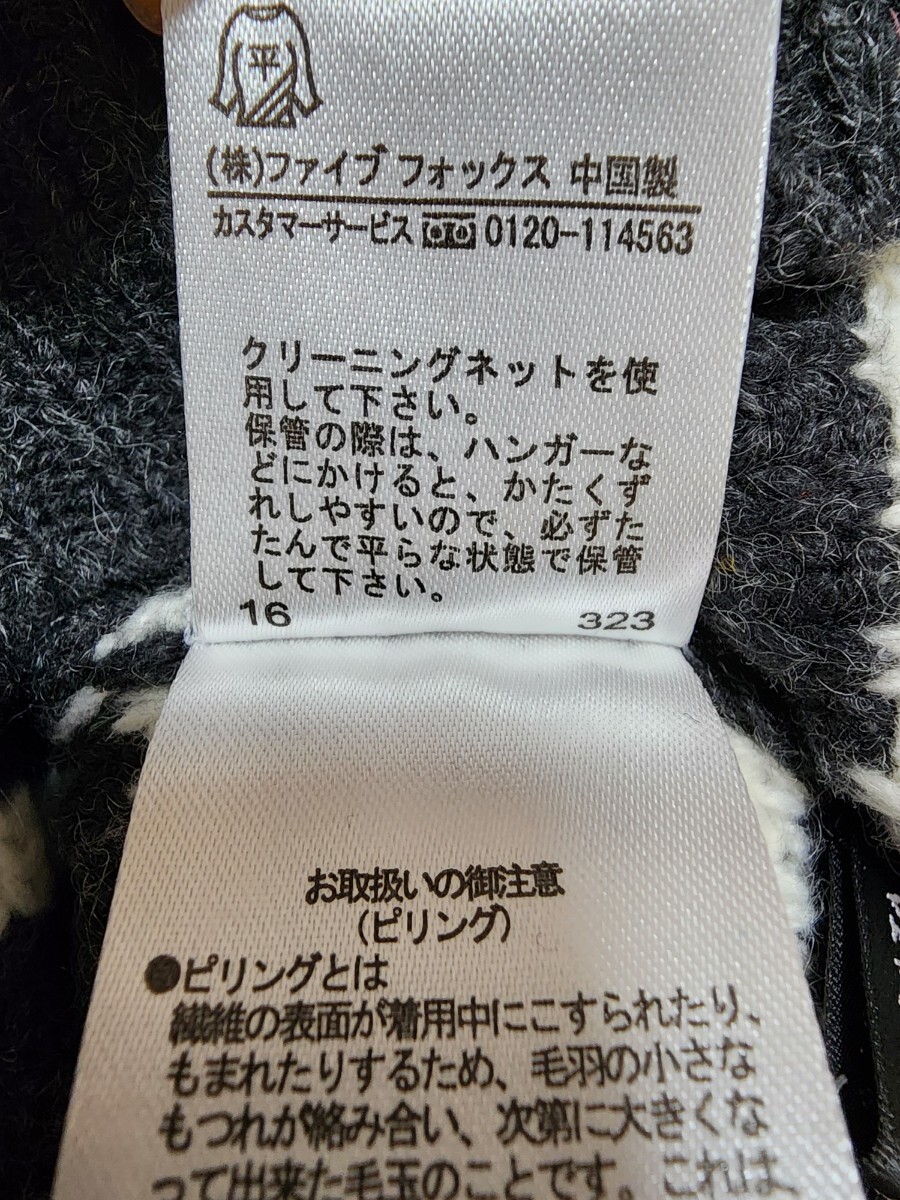 平
(株)ファイブ フォックス 中国製
カスタマーサービス 0120-114563
クリーニングネットを使
用して下さい。
保管の際は、ハンガーな
どにかけると、かたくず
れしやすいので、必ずた
たんで平らな状態で保管
して下さい。
16 323
お取扱いの御注意
(ピリング)
●ピリングとは
繊維の表面が着用中にこすられたり、
もまれたりするため、毛羽の小さな
もつれが絡み合い、次第に大きくな
って出来た毛玉のことです。これは